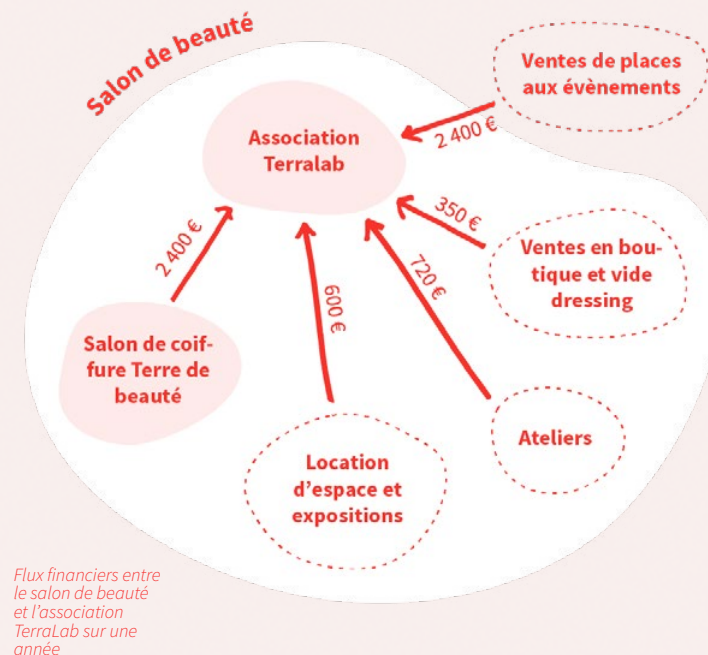 Salon de beauté
Ventes de places
aux évènements
Association
Terralab
2 400 €
350 €
Ventes en bou-
tique et vide
dressing
2 400 €
600 €
720 €
Salon de coif-
fure Terre de
beauté
Ateliers
Location
d’espace et
expositions
Flux financiers entre
le salon de beauté
et l’association
TerraLab sur une
année